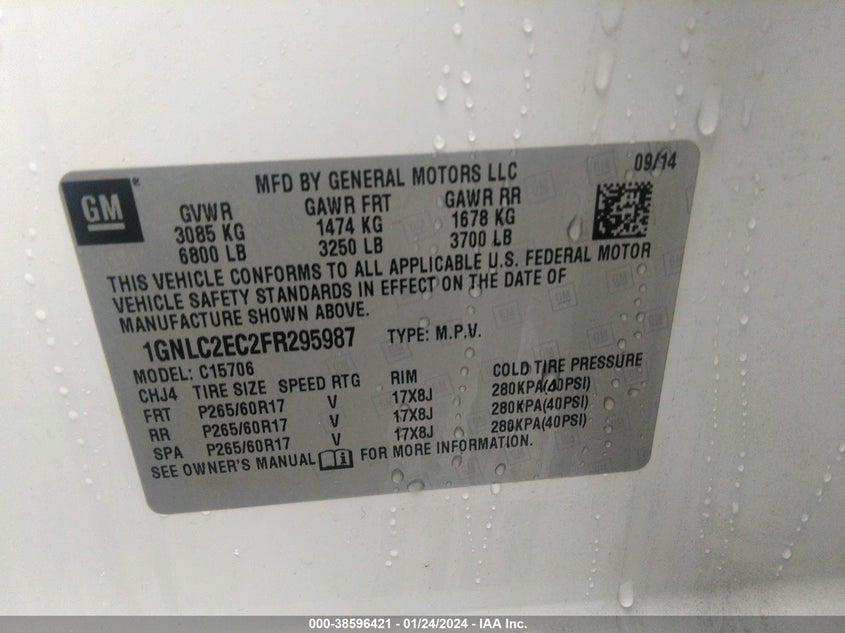 GM
MFD BY GENERAL MOTORS LLC
09/14
GVWR GAWR FRT GAWR RR
3085 KG 1474 KG 1678 KG
6800 LB 3250 LB 3700 LB
THIS VEHICLE CONFORMS TO ALL APPLICABLE U.S. FEDERAL MOTOR
VEHICLE SAFETY STANDARDS IN EFFECT ON THE DATE OF
MANUFACTURE SHOWN ABOVE.
1GNLC2EC2FR295987 TYPE: M.P.V.
MODEL: C15706
CHJ4 TIRE SIZE SPEED RTG RIM COLD TIRE PRESSURE
FRT P265/60R17 V 17X8J 280KPA(40PSI)
RR P265/60R17 V 17X8J 280KPA(40PSI)
SPA P265/60R17 V 17X8J 280KPA(40PSI)
SEE OWNER'S MANUAL FOR MORE INFORMATION.
000-38596421 - 01/24/2024 - IAA Inc.